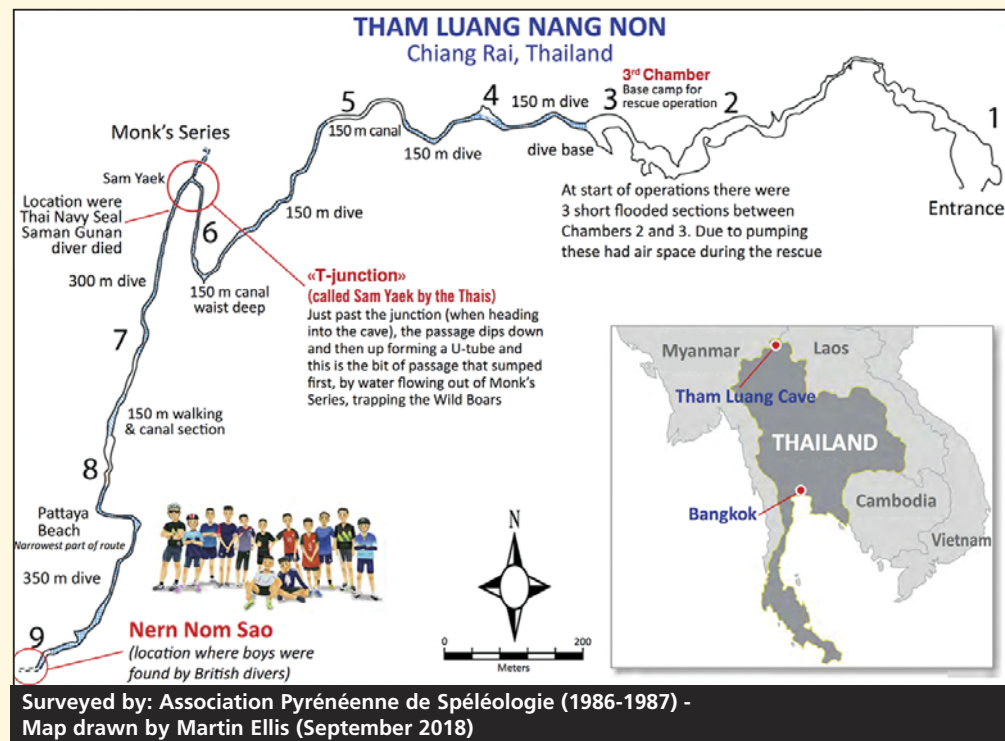 THAM LUANG NANG NON
Chiang Rai, Thailand
3rd Chamber
Base camp for
rescue operation
1
2
3
4
5
150 m dive
150 m canal
150 m dive
dive base
Entrance
At start of operations there were
3 short flooded sections between
Chambers 2 and 3. Due to pumping
these had air space during the rescue
Monk's Series
Sam Yaek
Location were
Thai Navy Seal
Saman Gunan
diver died
150 m dive
6
150 m canal
waist deep
«T-junction»
(called Sam Yaek by the Thais)
Just past the junction (when heading
into the cave), the passage dips down
and then up forming a U-tube and
this is the bit of passage that sumped
first, by water flowing out of Monk's
Series, trapping the Wild Boars
300 m dive
7
150 m walking
& canal section
8
Pattaya
Beach
Narrowest part of route
350 m dive
9
Nern Nom Sao
(location where boys were
found by British divers)
N
0
200
Meters
Myanmar
Laos
Tham Luang Cave
THAILAND
Bangkok
Cambodia
Vietnam
Surveyed by: Association Pyrénéenne de Spéléologie (1986-1987) -
Map drawn by Martin Ellis (September 2018)